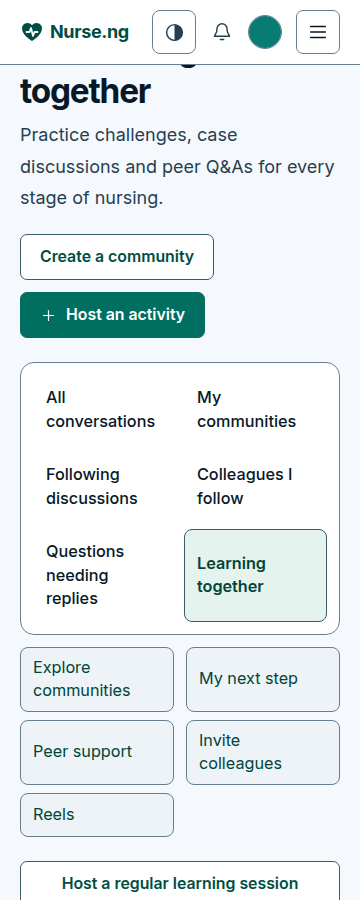 Nurse.ng
together
Practice challenges, case
discussions and peer Q&As for every
stage of nursing.
Create a community
+ Host an activity
All
conversations
My
communities
Following
discussions
Colleagues I
follow
Questions
needing
replies
Learning
together
Explore
communities
My next step
Peer support
Invite
colleagues
Reels
Host a regular learning session